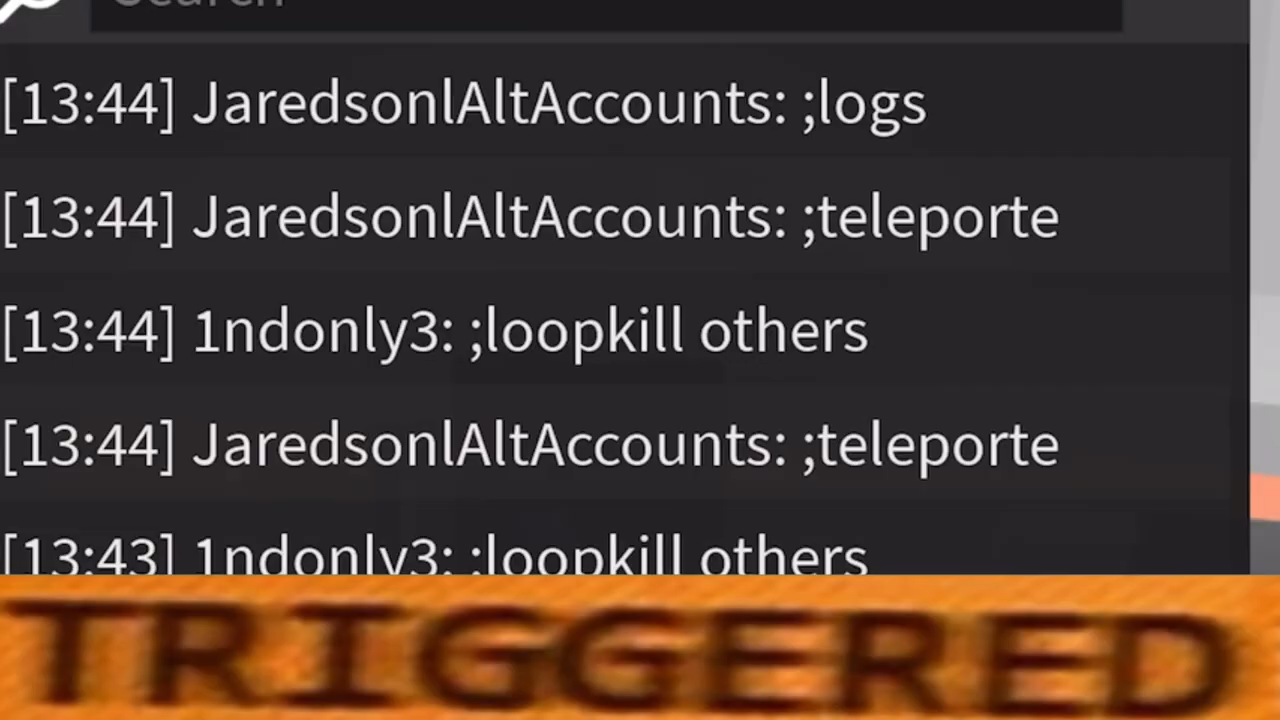 Search
[13:44] JaredsonlAltAccounts: ;logs
[13:44] JaredsonlAltAccounts: ;teleporte
[13:44] 1ndonly3: ;loopkill others
[13:44] JaredsonlAltAccounts: ;teleporte
[13:43] 1ndonly3: ;loopkill others
TRIGGERED